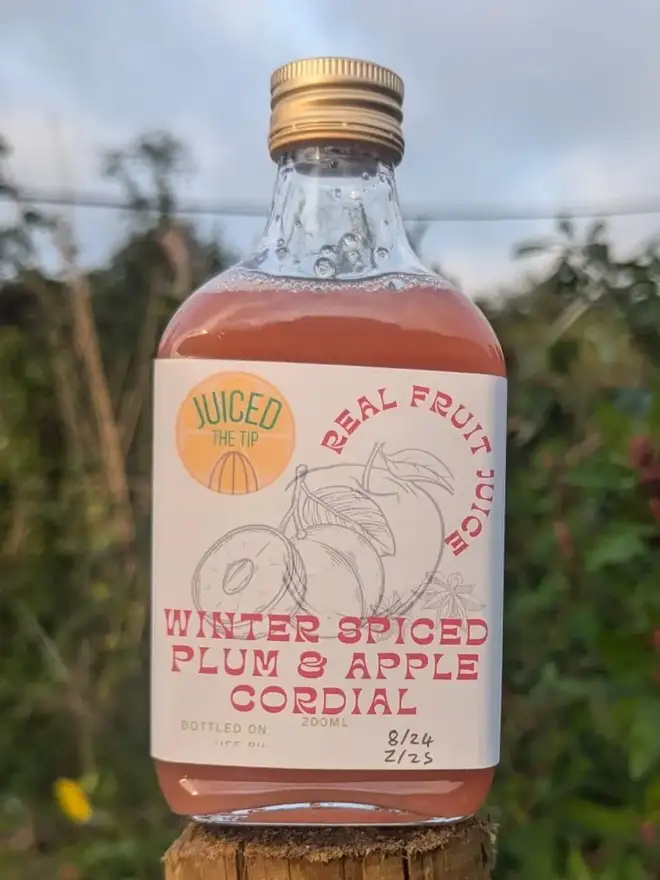 JUICED
THE TIP
REAL FRUIT JUICE
WINTER SPICED
PLUM & APPLE
CORDIAL
200ML
BOTTLED ON
8/24
2/25